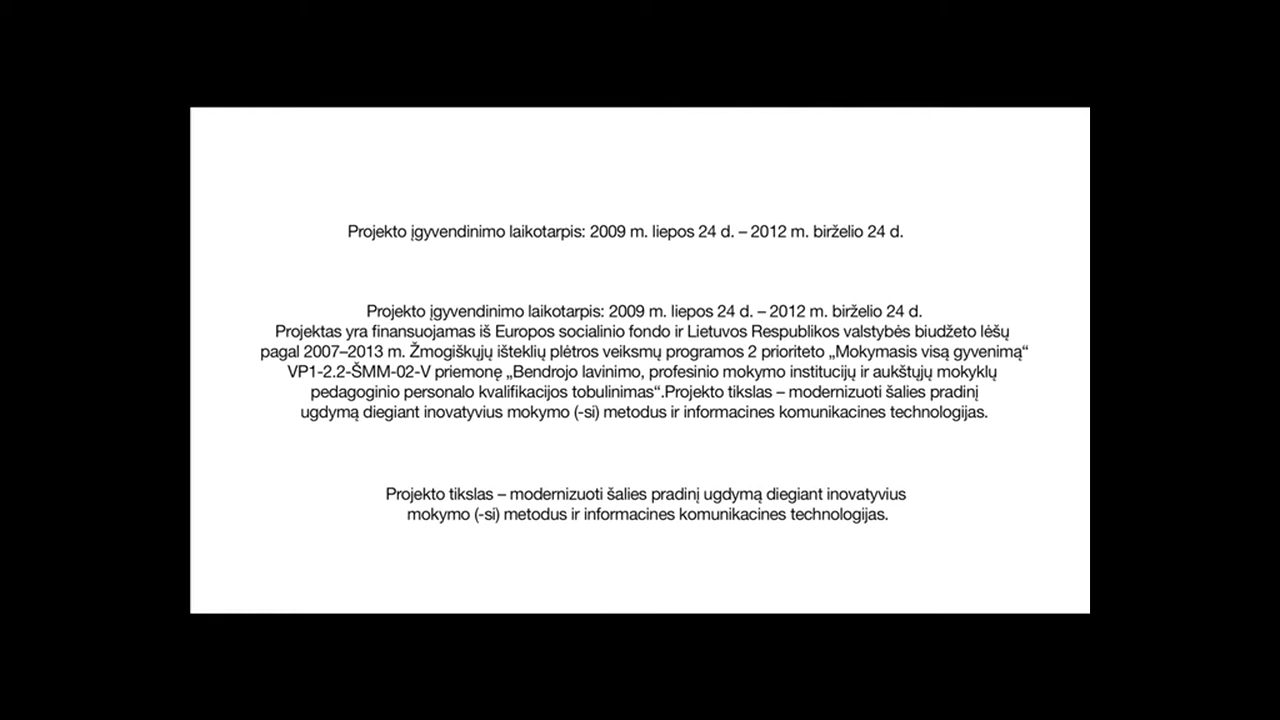 Projekto įgyvendinimo laikotarpis: 2009 m. liepos 24 d. – 2012 m. birželio 24 d.
Projekto įgyvendinimo laikotarpis: 2009 m. liepos 24 d. – 2012 m. birželio 24 d.
Projektas yra finansuojamas iš Europos socialinio fondo ir Lietuvos Respublikos valstybės biudžeto lėšų
pagal 2007–2013 m. Žmogiškųjų išteklių plėtros veiksmų programos 2 prioriteto „Mokymasis visą gyvenimą“
VP1-2.2-ŠMM-02-V priemonę „Bendrojo lavinimo, profesinio mokymo institucijų ir aukštųjų mokyklų
pedagoginio personalo kvalifikacijos tobulinimas“.Projekto tikslas – modernizuoti šalies pradinį
ugdymą diegiant inovatyvius mokymo (-si) metodus ir informacines komunikacines technologijas.
Projekto tikslas – modernizuoti šalies pradinį ugdymą diegiant inovatyvius
mokymo (-si) metodus ir informacines komunikacines technologijas.